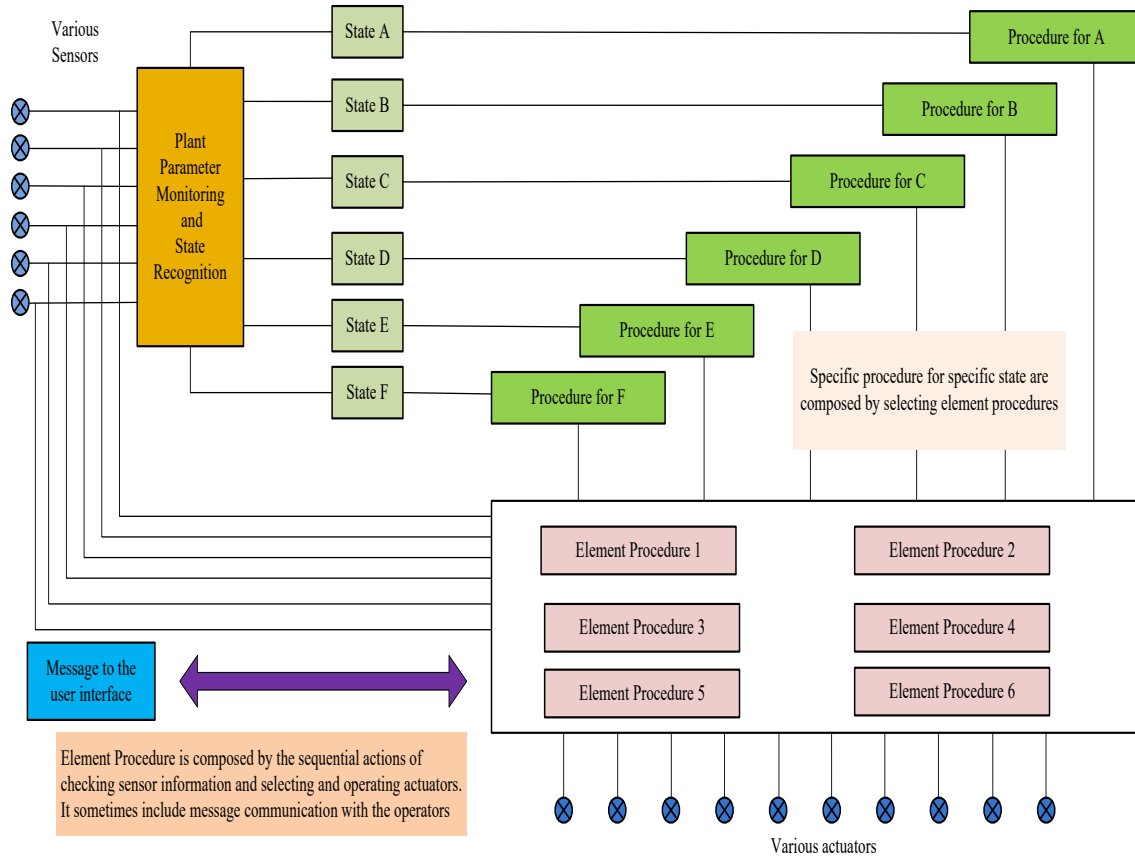 Various
Sensors
State A
Procedure for A
State B
Procedure for B
Plant
Parameter
Monitoring
and
State
Recognition
State C
Procedure for C
State D
Procedure for D
State E
Procedure for E
State F
Procedure for F
Specific procedure for specific state are
composed by selecting element procedures
Element Procedure 1
Element Procedure 2
Element Procedure 3
Element Procedure 4
Element Procedure 5
Element Procedure 6
Message to the
user interface
Element Procedure is composed by the sequential actions of
checking sensor information and selecting and operating actuators.
It sometimes include message communication with the operators
Various actuators